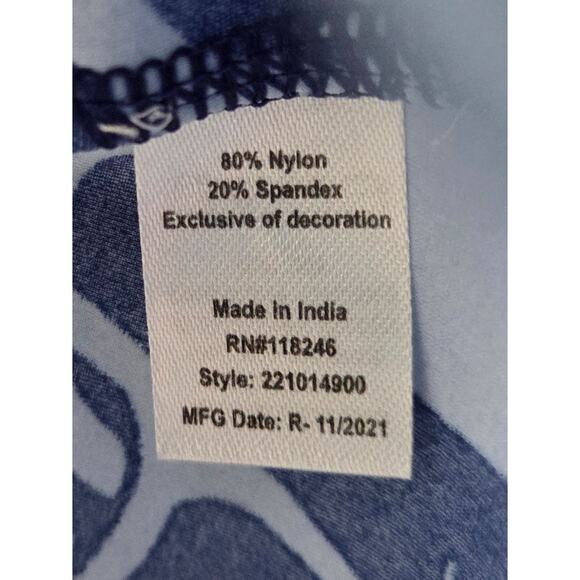 80% Nylon
20% Spandex
Exclusive of decoration
Made in India
RN#118246
Style: 221014900
MFG Date: R- 11/2021